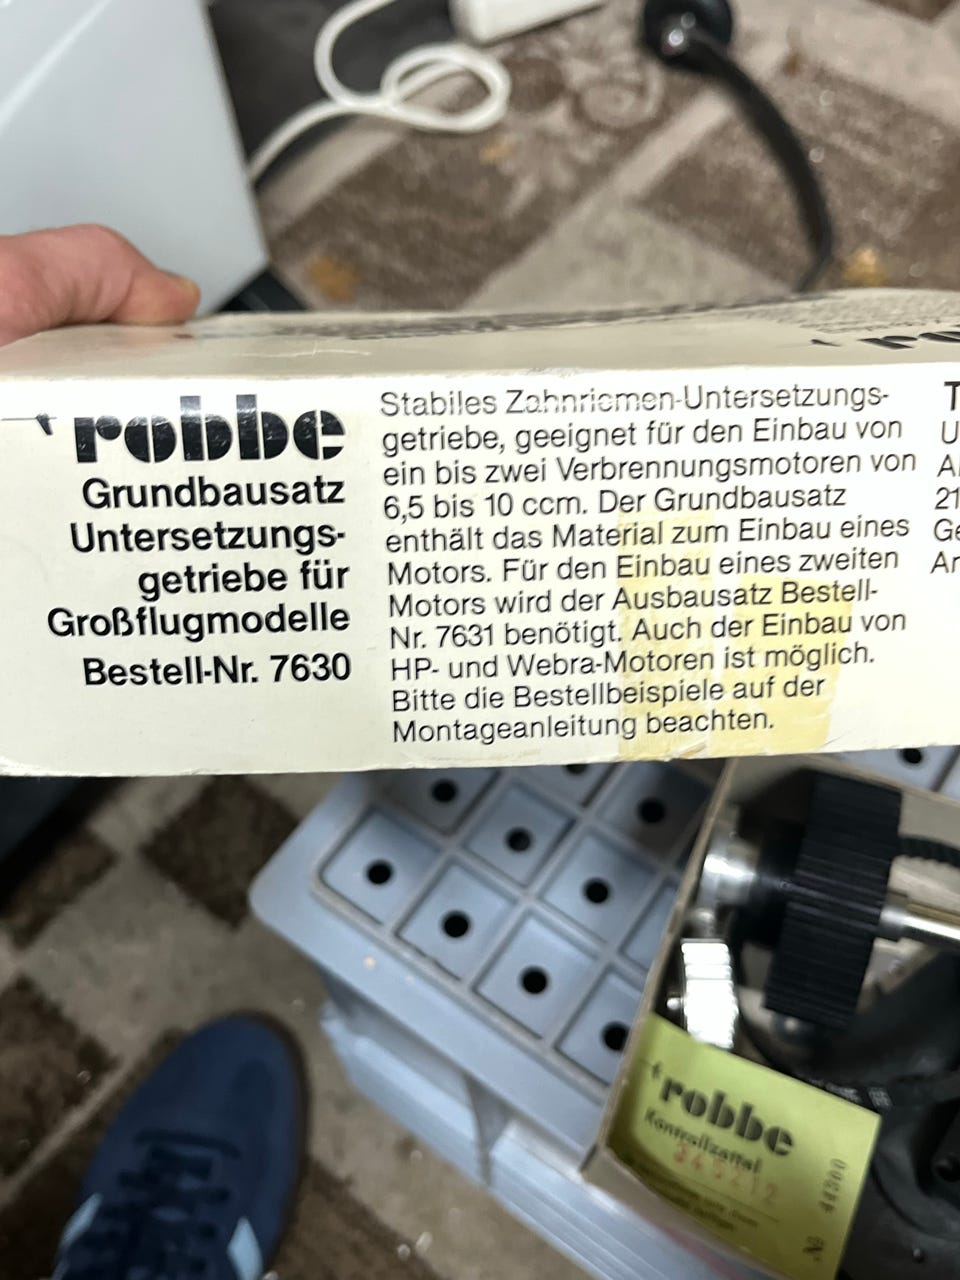 robbe
Grundbausatz
Untersetzungs-
getriebe für
Großflugmodelle
Bestell-Nr. 7630
Stabiles Zahnriemen-Untersetzungs-
getriebe, geeignet für den Einbau von
ein bis zwei Verbrennungsmotoren von
6,5 bis 10 ccm. Der Grundbausatz
enthält das Material zum Einbau eines
Motors. Für den Einbau eines zweiten
Motors wird der Ausbausatz Bestell-
Nr. 7631 benötigt. Auch der Einbau von
HP- und Webra-Motoren ist möglich.
Bitte die Bestellbeispiele auf der
Montageanleitung beachten.
robbe
Kontrollzettel